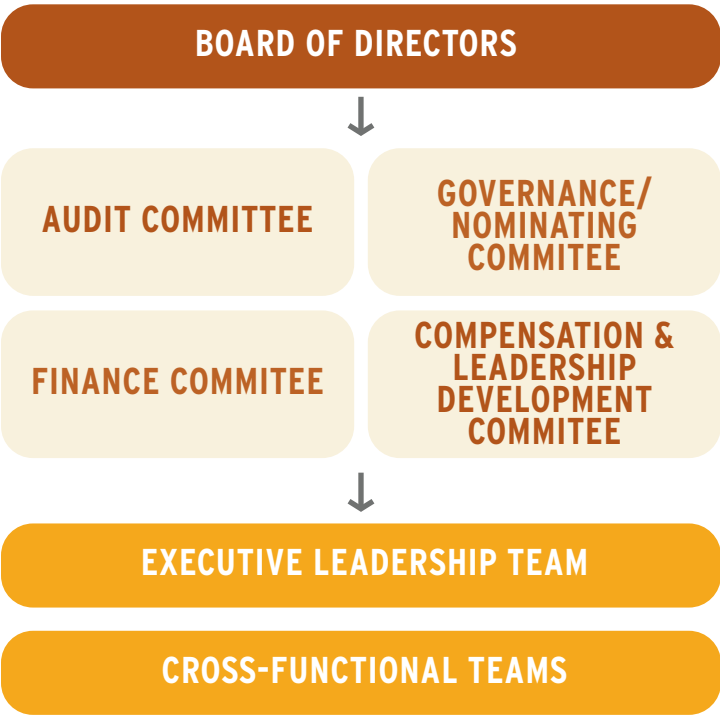 BOARD OF DIRECTORS
AUDIT COMMITTEE
GOVERNANCE/
NOMINATING
COMMITEE
FINANCE COMMITEE
COMPENSATION &
LEADERSHIP
DEVELOPMENT
COMMITEE
EXECUTIVE LEADERSHIP TEAM
CROSS-FUNCTIONAL TEAMS